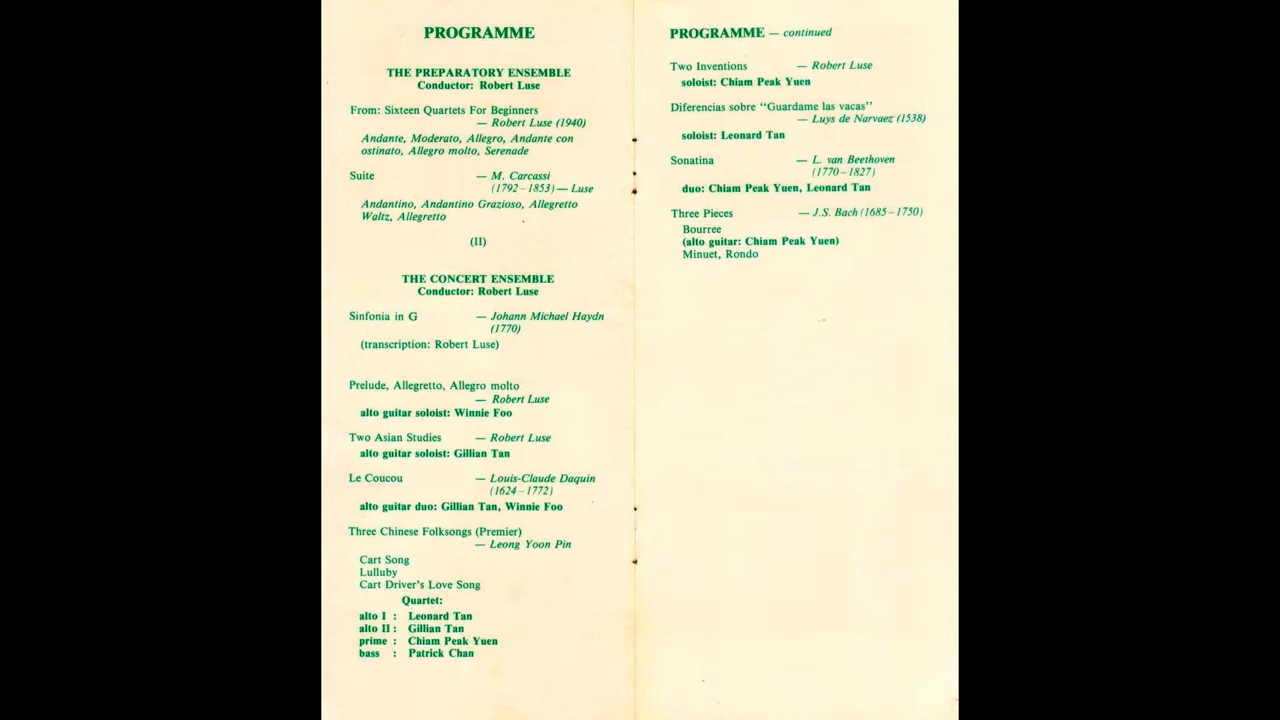 PROGRAMME
THE PREPARATORY ENSEMBLE
Conductor: Robert Luse
From: Sixteen Quartets For Beginners
— Robert Luse (1940)
Andante, Moderato, Allegro, Andante con
ostinato, Allegro molto, Serenade
Suite — M. Carcassi
(1792–1853) — Luse
Andantino, Andantino Grazioso, Allegretto
Waltz, Allegretto
(II)
THE CONCERT ENSEMBLE
Conductor: Robert Luse
Sinfonia in G — Johann Michael Haydn
(1770)
(transcription: Robert Luse)
Prelude, Allegretto, Allegro molto
— Robert Luse
alto guitar soloist: Winnie Foo
Two Asian Studies — Robert Luse
alto guitar soloist: Gillian Tan
Le Coucou — Louis-Claude Daquin
(1624–1772)
alto guitar duo: Gillian Tan, Winnie Foo
Three Chinese Folksongs (Premier)
— Leong Yoon Pin
Cart Song
Lulluby
Cart Driver's Love Song
Quartet:
alto I : Leonard Tan
alto II : Gillian Tan
prime : Chiam Peak Yuen
bass : Patrick Chan
PROGRAMME — continued
Two Inventions — Robert Luse
soloist: Chiam Peak Yuen
Diferencias sobre “Guardame las vacas”
— Luys de Narvaez (1538)
soloist: Leonard Tan
Sonatina — L. van Beethoven
(1770–1827)
duo: Chiam Peak Yuen, Leonard Tan
Three Pieces — J.S. Bach (1685–1750)
Bourree
(alto guitar: Chiam Peak Yuen)
Minuet, Rondo